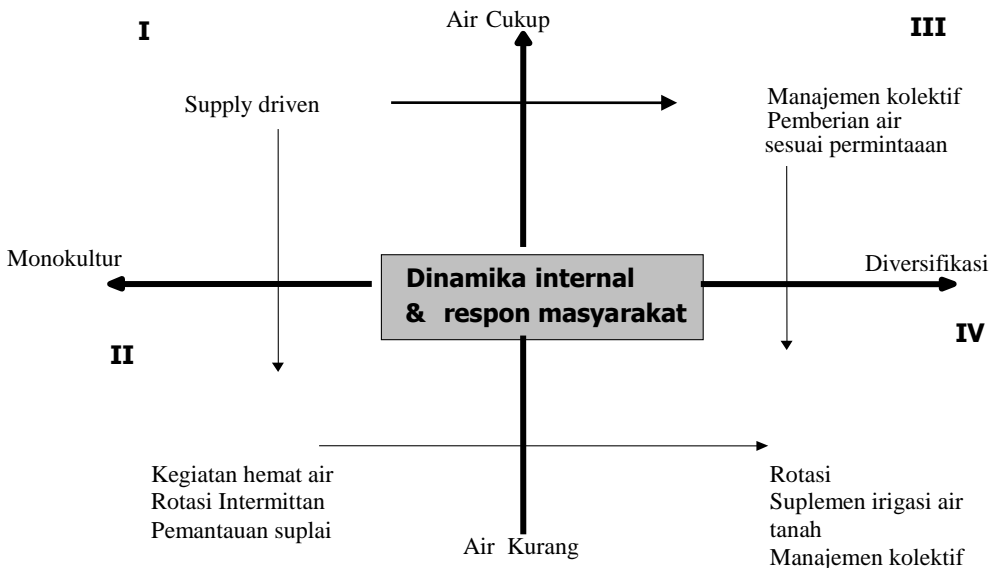 I
Air Cukup
III
Supply driven
Manajemen kolektif
Pemberian air
sesuai permintaaan
Monokultur
Dinamika internal
& respon masyarakat
Diversifikasi
II
IV
Kegiatan hemat air
Rotasi Intermittan
Pemantauan suplai
Air Kurang
Rotasi
Suplemen irigasi air
tanah
Manajemen kolektif